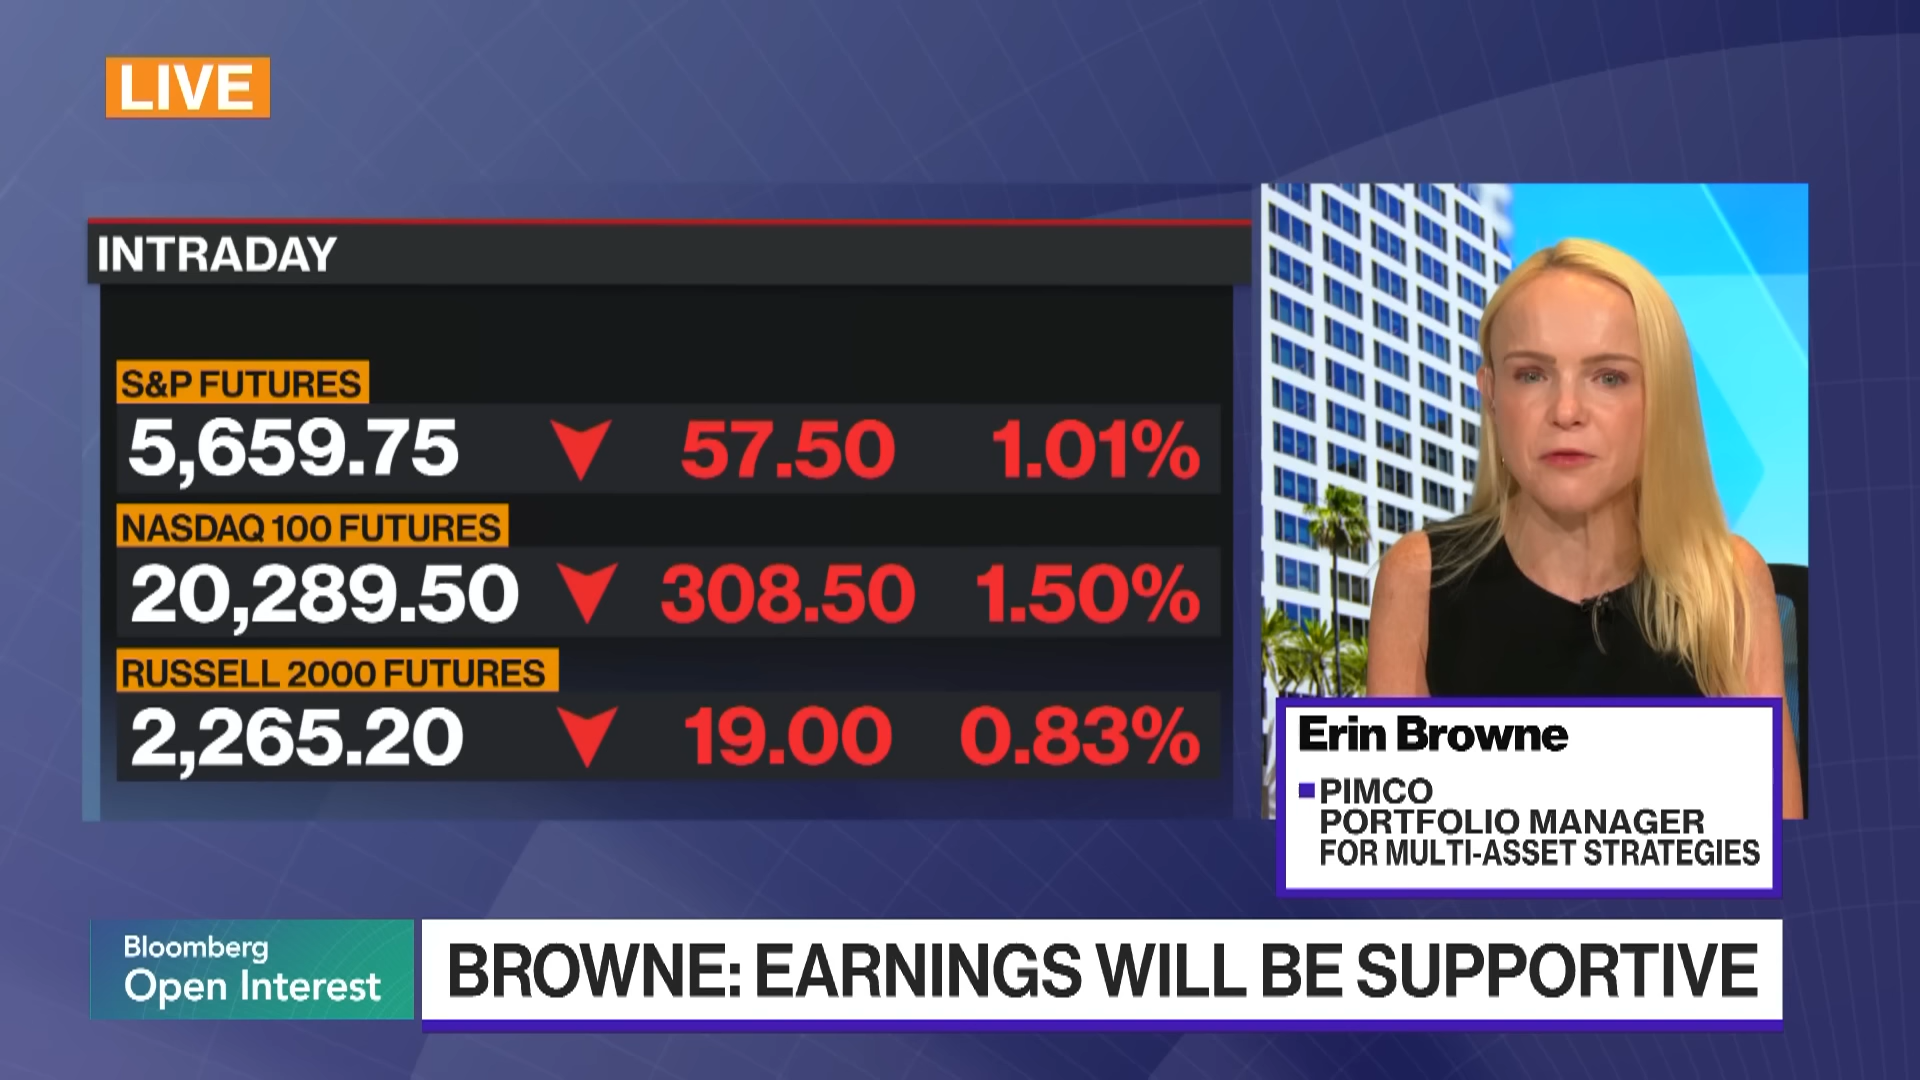 LIVE
INTRADAY
S&P FUTURES
5,659.75 57.50 1.01%
NASDAQ 100 FUTURES
20,289.50 308.50 1.50%
RUSSELL 2000 FUTURES
2,265.20 19.00 0.83%
Erin Browne
PIMCO
PORTFOLIO MANAGER
FOR MULTI-ASSET STRATEGIES
Bloomberg
Open Interest
BROWNE: EARNINGS WILL BE SUPPORTIVE